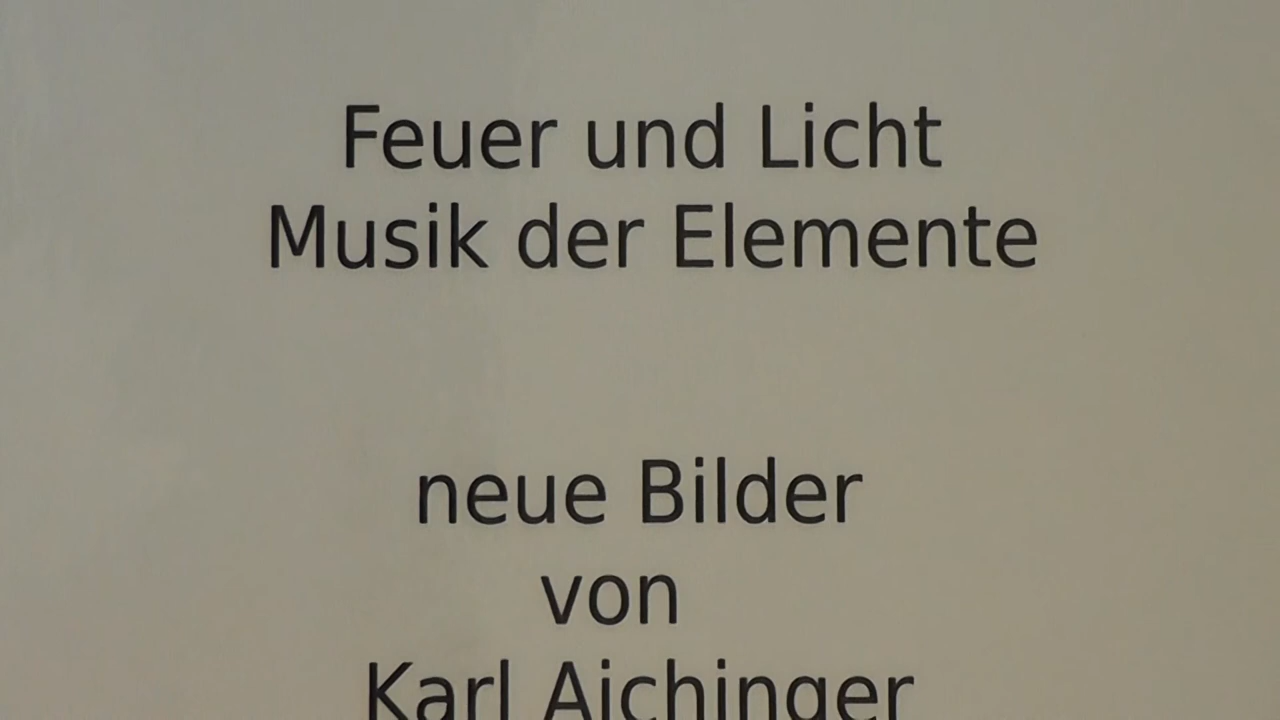 Feuer und Licht
Musik der Elemente
neue Bilder
von
Karl Aichinger